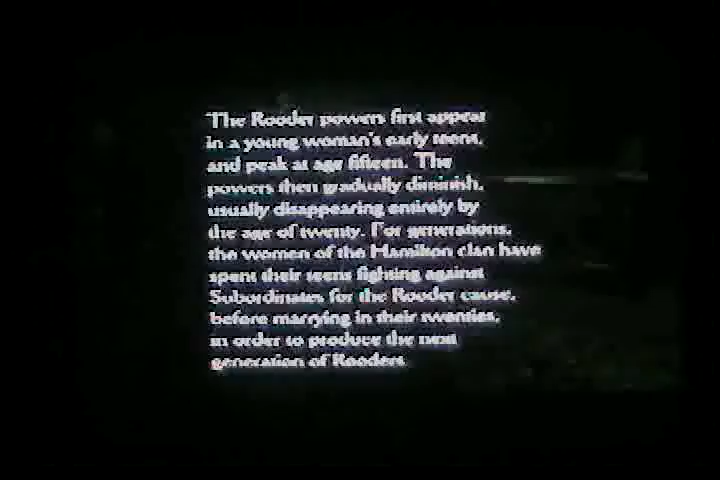 The Rooder powers first appear
in a young woman's early teens,
and peak at age fifteen. The
powers then gradually diminish,
usually disappearing entirely by
the age of twenty. For generations,
the women of the Hamilton clan have
spent their teens fighting against
Subordinates for the Rooder cause,
before marrying in their twenties,
in order to produce the next
generation of Rooders